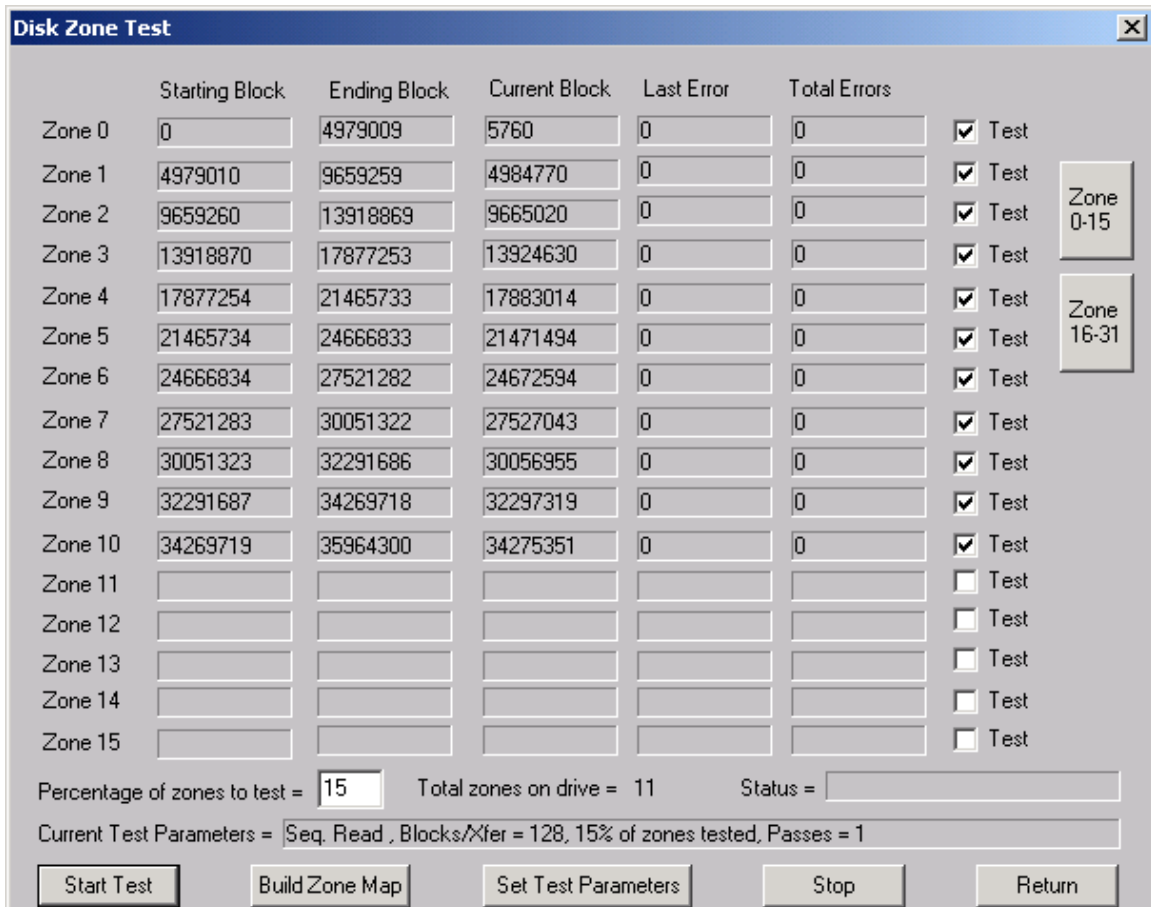 Disk Zone Test
Starting Block Ending Block Current Block Last Error Total Errors
Zone 0 0 4979009 5760 0 0 Test
Zone 1 4979010 9659259 4984770 0 0 Test
Zone 2 9659260 13918869 9665020 0 0 Test
Zone 3 13918870 17877253 13924630 0 0 Test
Zone 4 17877254 21465733 17883014 0 0 Test
Zone 5 21465734 24666833 21471494 0 0 Test
Zone 6 24666834 27521282 24672594 0 0 Test
Zone 7 27521283 30051322 27527043 0 0 Test
Zone 8 30051323 32291686 30056955 0 0 Test
Zone 9 32291687 34269718 32297319 0 0 Test
Zone 10 34269719 35964300 34275351 0 0 Test
Zone 11 Test
Zone 12 Test
Zone 13 Test
Zone 14 Test
Zone 15 Test
Zone
0-15
Zone
16-31
Percentage of zones to test = 15 Total zones on drive = 11 Status =
Current Test Parameters = Seq. Read , Blocks/Xfer = 128, 15% of zones tested, Passes = 1
Start Test Build Zone Map Set Test Parameters Stop Return